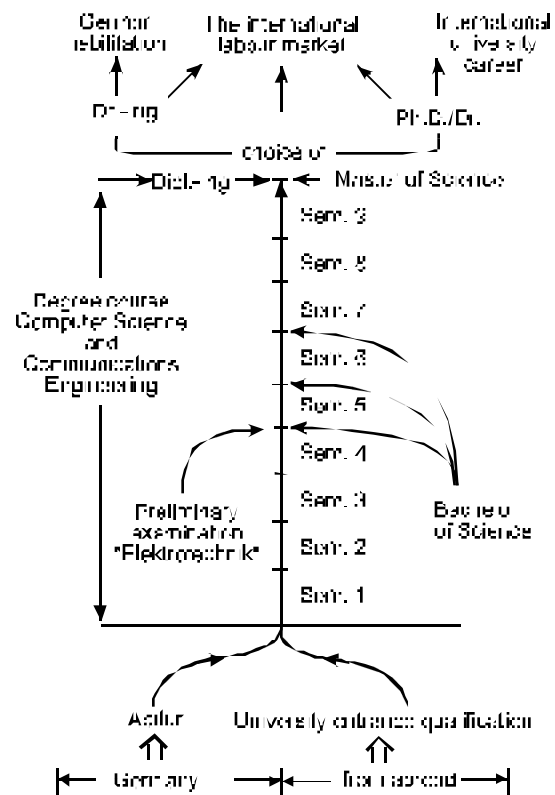 German
habilitation
The international
labour market
International
university
career
Dr.-Ing
Ph.D./Dr.
choice of
Dipl.-Ing
Master of Science
Sem. 9
Sem. 8
Sem. 7
Sem. 6
Sem. 5
Sem. 4
Sem. 3
Sem. 2
Sem. 1
Degree course
Computer Science
and
Communications
Engineering
Preliminary
examination
"Elektrotechnik"
Bachelor
of Science
Abitur
University entrance qualification
Germany
from abroad